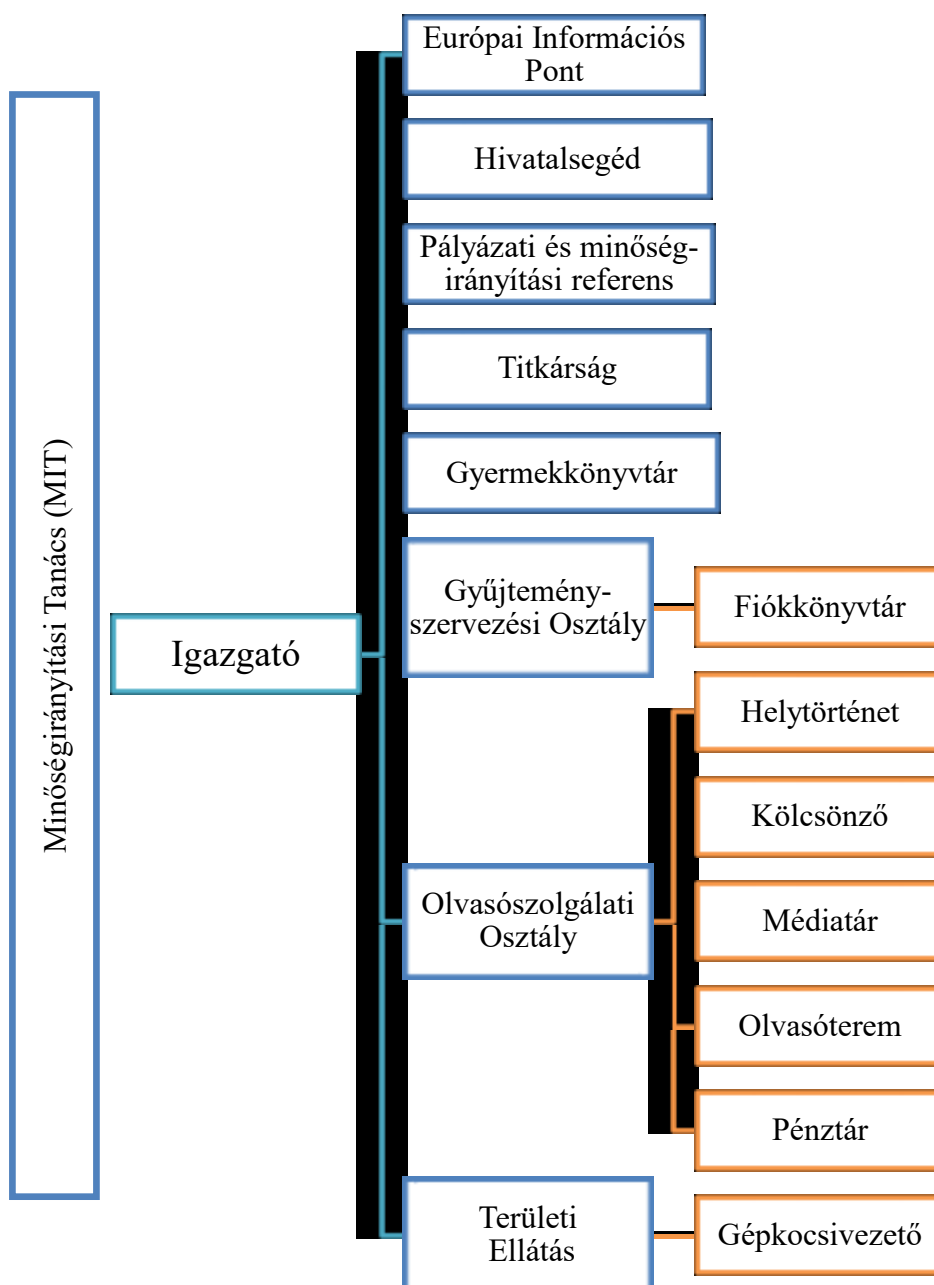 Minőségirányítási Tanács (MIT)
Igazgató
Európai Információs
Pont
Hivatalsegéd
Pályázati és minőség-
irányítási referens
Titkárság
Gyermekkönyvtár
Gyűjtemény-
szervezési Osztály
Fiókkönyvtár
Olvasószolgálati
Osztály
Helytörténet
Kölcsönző
Médiatár
Olvasóterem
Pénztár
Területi
Ellátás
Gépkocsivezető